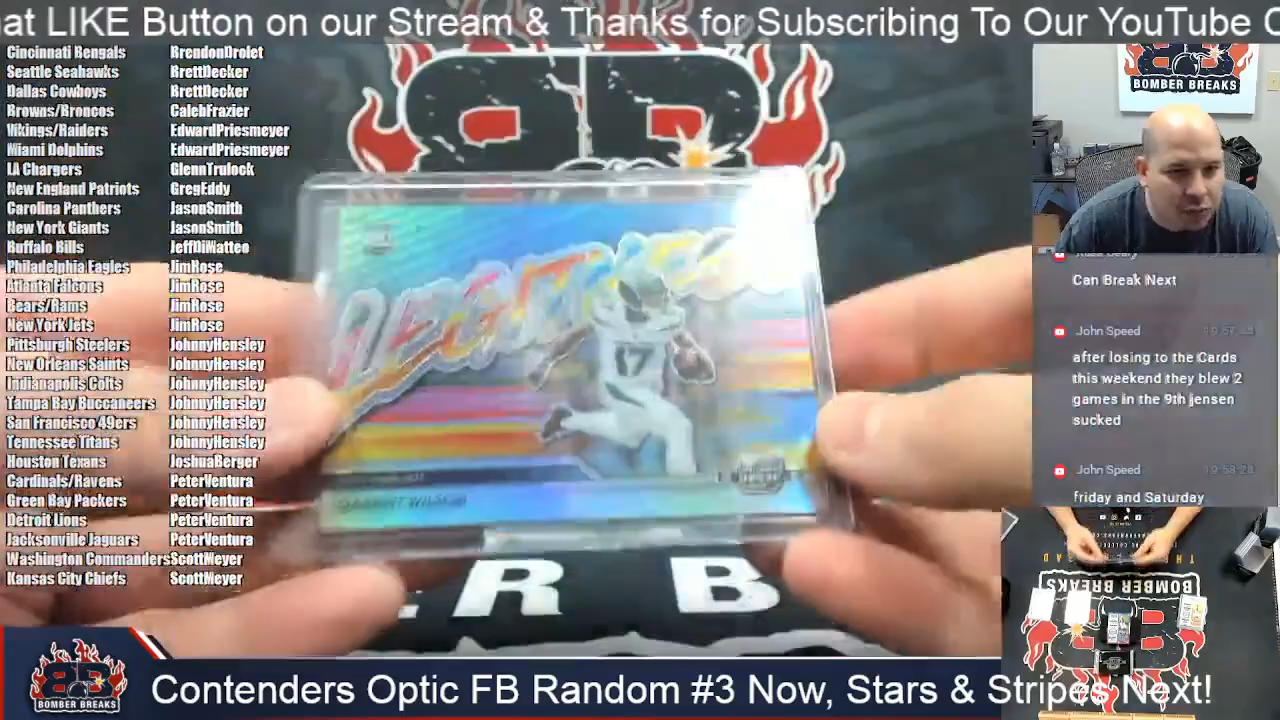 at LIKE Button on our Stream & Thanks for Subscribing To Our YouTube C
Cincinnati Bengals BrendonDrolet
Seattle Seahawks BrettDecker
Dallas Cowboys BrettDecker
Browns/Broncos CalebFrazier
Vikings/Raiders EdwardPriesmeyer
Miami Dolphins EdwardPriesmeyer
LA Chargers GlennTrulock
New England Patriots GregEddy
Carolina Panthers JasonSmith
New York Giants JasonSmith
Buffalo Bills JeffDiMatteo
Philadelphia Eagles JimRose
Atlanta Falcons JimRose
Bears/Rams JimRose
New York Jets JimRose
Pittsburgh Steelers JohnnyHensley
New Orleans Saints JohnnyHensley
Indianapolis Colts JohnnyHensley
Tampa Bay Buccaneers JohnnyHensley
San Francisco 49ers JohnnyHensley
Tennessee Titans JohnnyHensley
Houston Texans JoshuaBerger
Cardinals/Ravens PeterVentura
Green Bay Packers PeterVentura
Detroit Lions PeterVentura
Jacksonville Jaguars PeterVentura
Washington Commanders ScottMeyer
Kansas City Chiefs ScottMeyer
17
GARRETT WILSON
R B
BOMBER BREAKS
Can Break Next
John Speed
after losing to the Cards
this weekend they blew 2
games in the 9th jensen
sucked
John Speed
friday and Saturday
BOMBER BREAKS
BOMBER BREAKS
Contenders Optic FB Random #3 Now, Stars & Stripes Next!